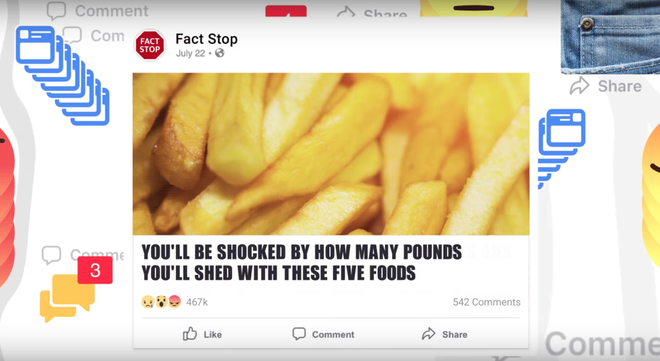 Comment
Share
Com
FACT
STOP
Fact Stop
July 22
Share
YOU'LL BE SHOCKED BY HOW MANY POUNDS
YOU'LL SHED WITH THESE FIVE FOODS
Comme
3
467k
542 Comments
Like
Comment
Share
Comme